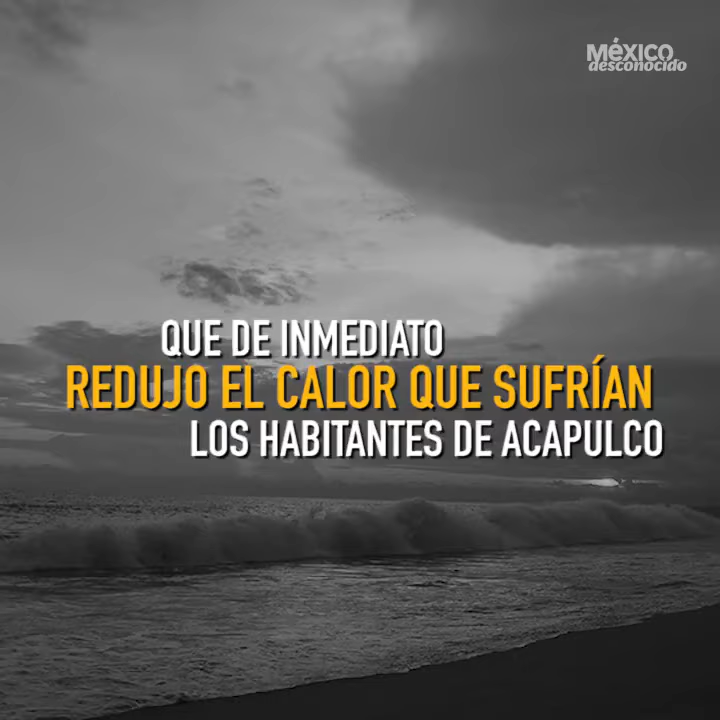 MÉXICO
desconocido
QUE DE INMEDIATO
REDUJO EL CALOR QUE SUFRÍAN
LOS HABITANTES DE ACAPULCO